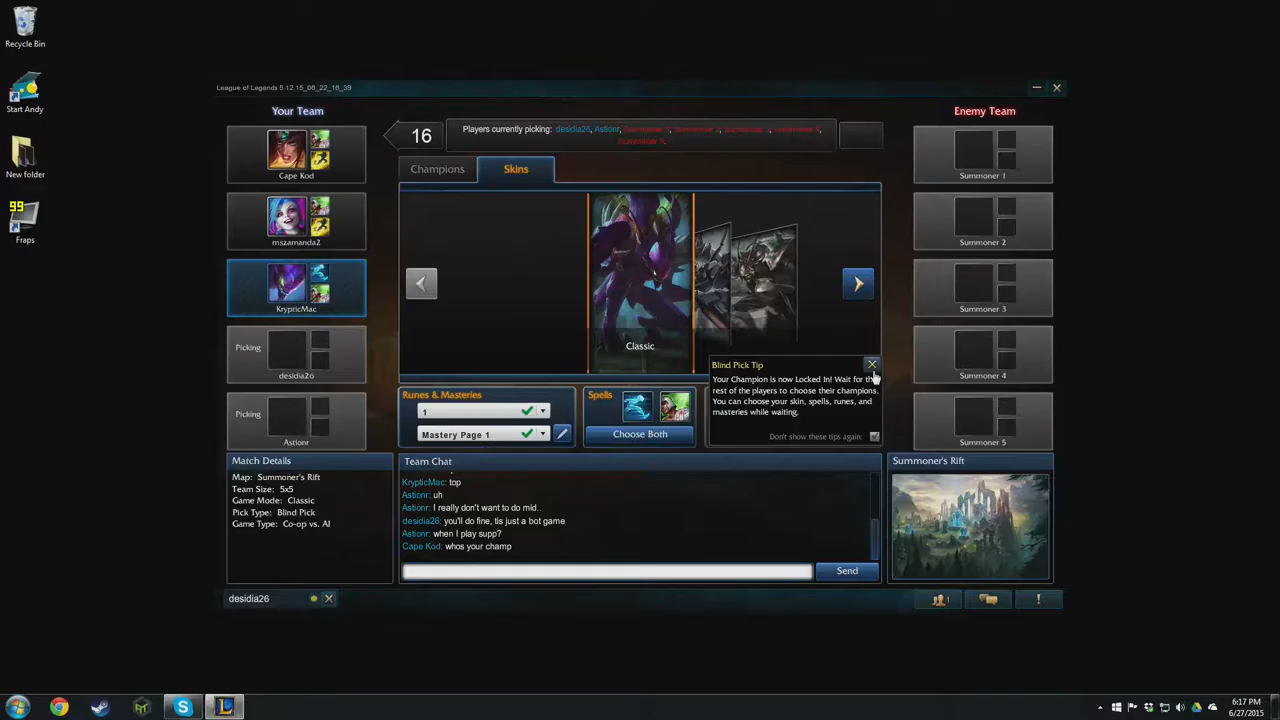 Recycle Bin
Start Andy
New folder
99
Fraps
League of Legends 5.12.15_06_22_16_39
Your Team
16
Players currently picking: desidia26, Astionr,
Enemy Team
Cape Kod
mszamanda2
KrypticMac
Picking
desidia26
Picking
Astionr
Champions
Skins
Classic
Summoner 1
Summoner 2
Summoner 3
Summoner 4
Summoner 5
Blind Pick Tip
Your Champion is now Locked In! Wait for the
rest of the players to choose their champions.
You can choose your skin, spells, runes, and
masteries while waiting.
Don't show these tips again:
Runes & Masteries
1
Mastery Page 1
Spells
Choose Both
Match Details
Map: Summoner's Rift
Team Size: 5x5
Game Mode: Classic
Pick Type: Blind Pick
Game Type: Co-op vs. AI
Team Chat
KrypticMac: top
Astionr: uh
Astionr: I really don't want to do mid..
desidia26: you'll do fine, tis just a bot game
Astionr: when I play supp?
Cape Kod: whos your champ
Send
Summoner's Rift
desidia26
1
6:17 PM
6/27/2015